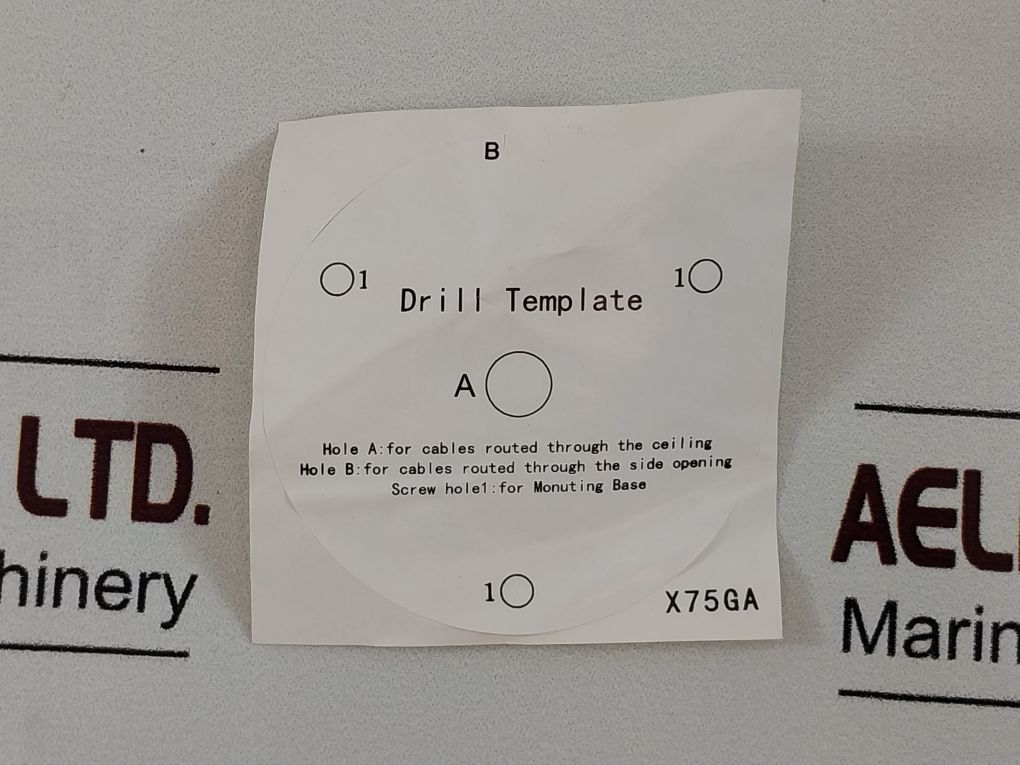 B
1
1
Drill Template
A
Hole A:for cables routed through the ceiling
Hole B:for cables routed through the side opening
Screw hole1:for Monuting Base
1
X75GA
LTD.
hinery
AEL
Marin